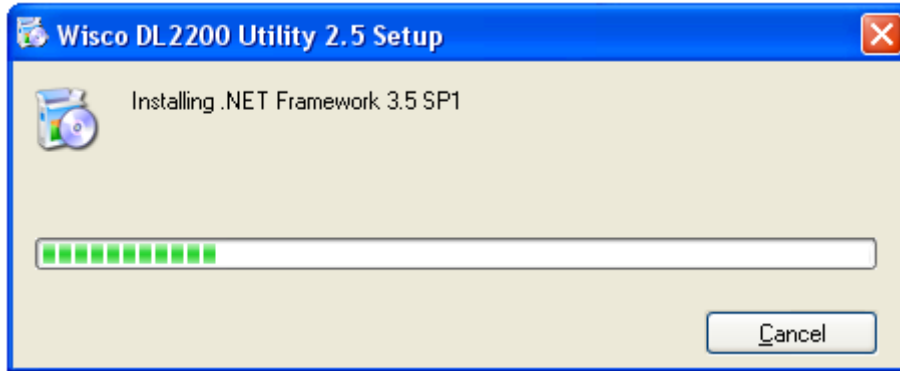 Wisco DL2200 Utility 2.5 Setup
Installing .NET Framework 3.5 SP1
Cancel